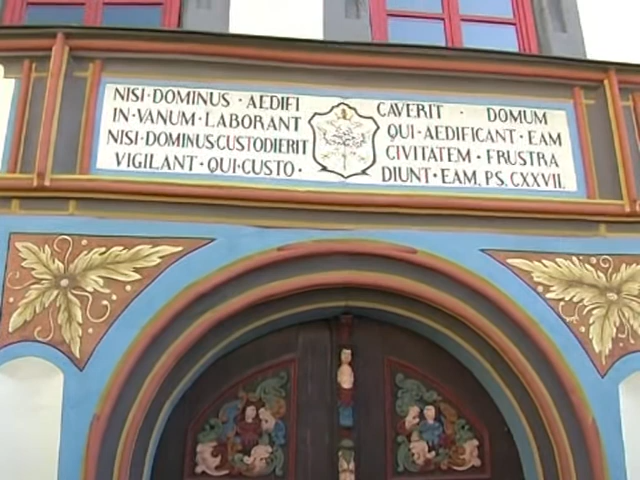 NISI·DOMINUS·AEDIFI CAVERIT · DOMUM
IN·VANUM·LABORANT QUI·AEDIFICANT·EAM
NISI·DOMINUS CUSTODIERIT CIVITATEM·FRUSTRA
VIGILANT·QUI·CUSTO· DIUNT·EAM, PS. CXXVII.